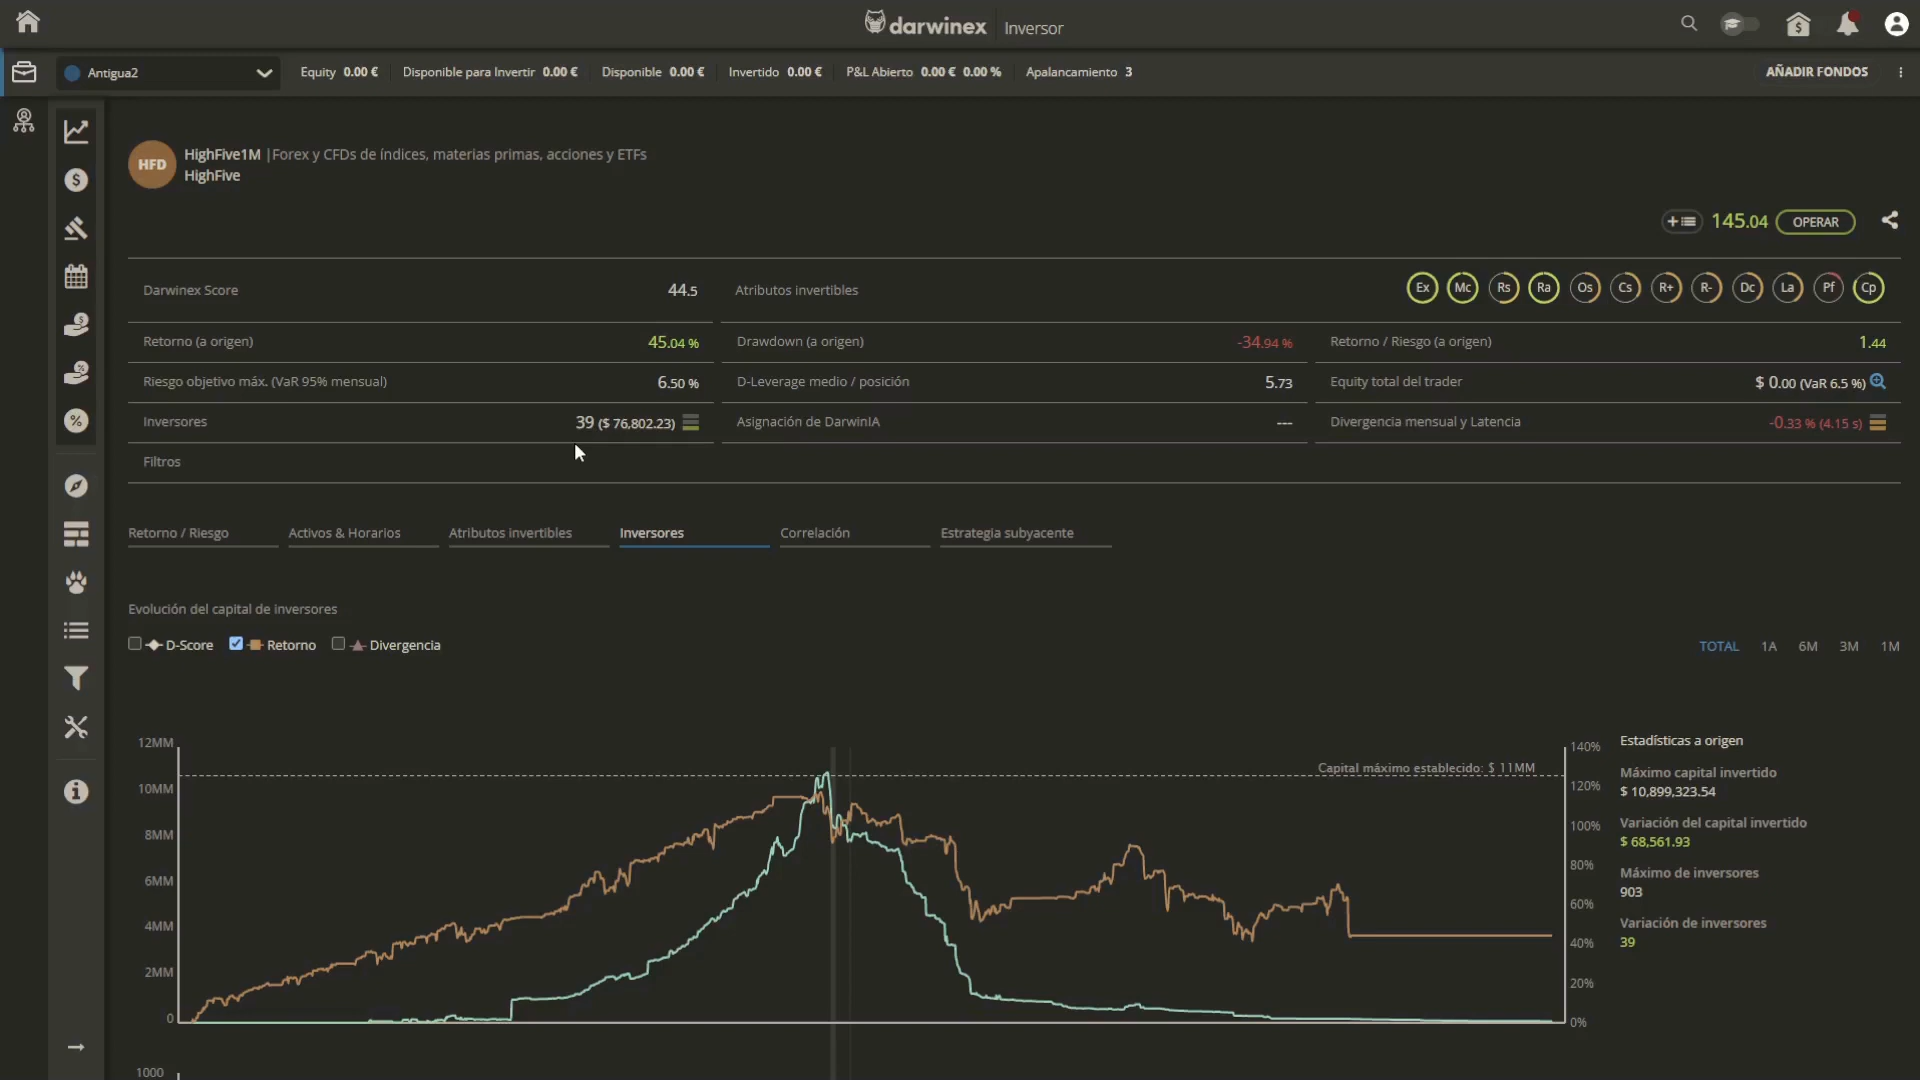 darwinex Inversor
Antigua2
Equity 0.00 € Disponible para Invertir 0.00 € Disponible 0.00 € Invertido 0.00 € P&L Abierto 0.00 € 0.00 % Apalancamiento 3
AÑADIR FONDOS
HFD
HighFive1M |Forex y CFDs de índices, materias primas, acciones y ETFs
HighFive
145.04 OPERAR
Darwinex Score 44.5
Atributos invertibles
Ex Mc Rs Ra Os Cs R+ R- Dc La Pf Cp
Retorno (a origen) 45.04 %
Drawdown (a origen) -34.94 %
Retorno / Riesgo (a origen) 1.44
Riesgo objetivo máx. (VaR 95% mensual) 6.50 %
D-Leverage medio / posición 5.73
Equity total del trader $ 0.00 (VaR 6.5 %)
Inversores 39 ($ 76,802.23)
Asignación de DarwinIA ---
Divergencia mensual y Latencia -0.33 % (4.15 s)
Filtros
Retorno / Riesgo
Activos & Horarios
Atributos invertibles
Inversores
Correlación
Estrategia subyacente
Evolución del capital de inversores
D-Score Retorno Divergencia
TOTAL 1A 6M 3M 1M
12MM
10MM
8MM
6MM
4MM
2MM
0
1000
Capital máximo establecido: $ 11MM
140%
120%
100%
80%
60%
40%
20%
0%
Estadísticas a origen
Máximo capital invertido
$ 10,899,323.54
Variación del capital invertido
$ 68,561.93
Máximo de inversores
903
Variación de inversores
39